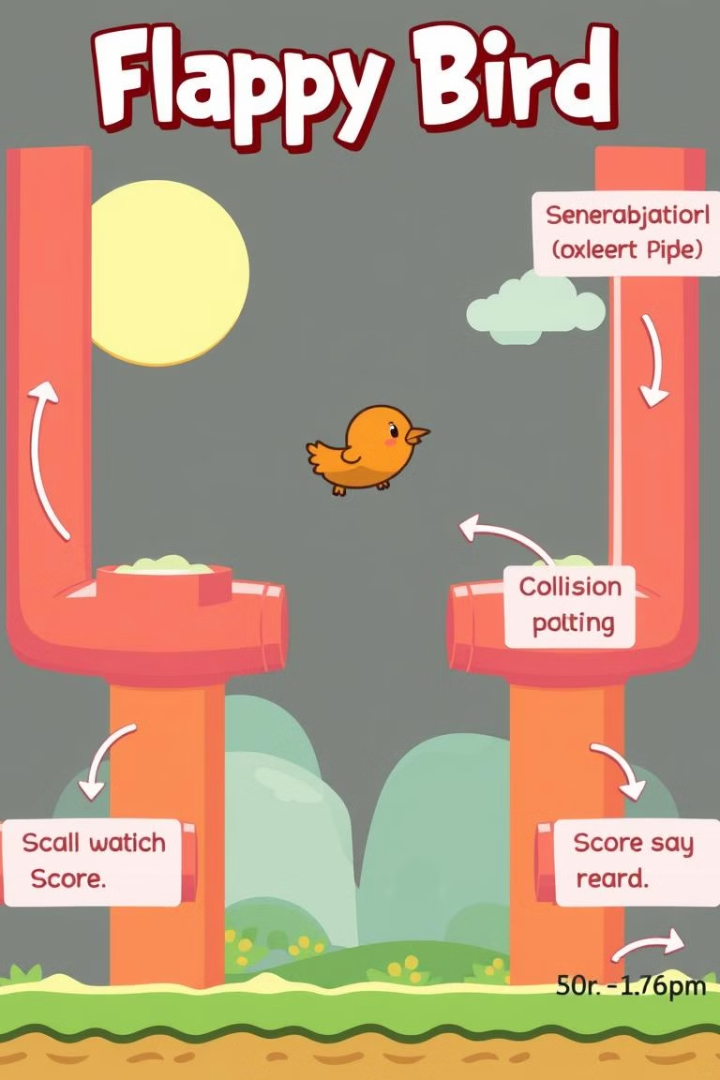 Flappy Bird
Senerabjatiorl
(oxleert Pipe)
Collision
potting
Scall watich
Score.
Score say
reard.
50r. -1.76pm